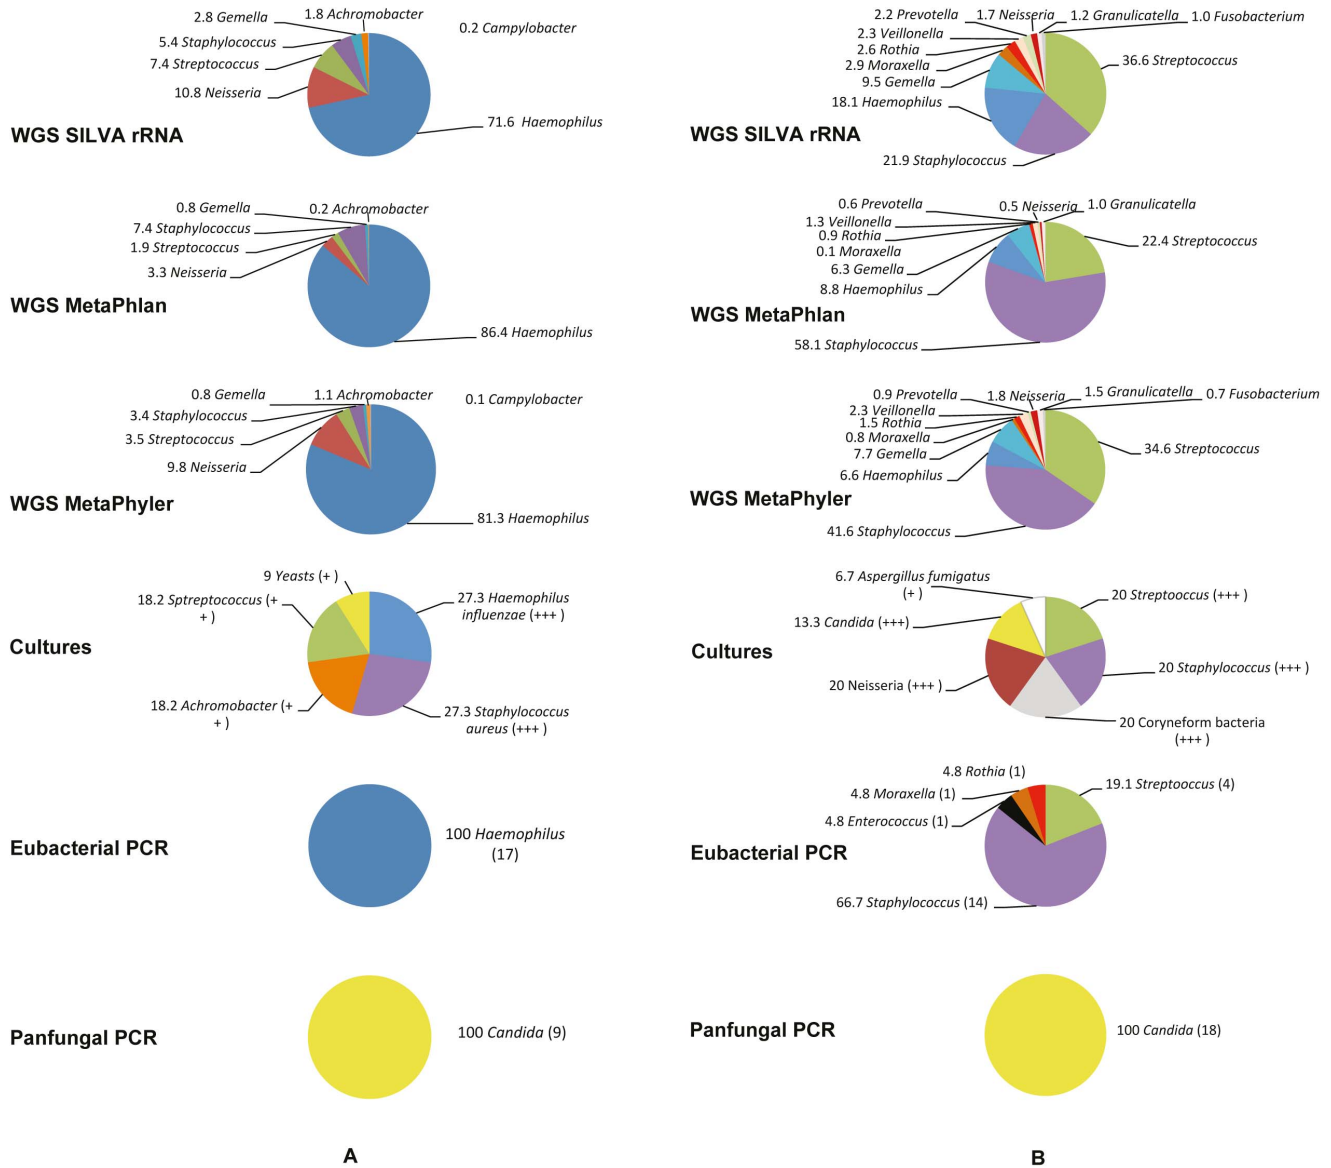 2.8 Gemella
1.8 Achromobacter
0.2 Campylobacter
5.4 Staphylococcus
7.4 Streptococcus
10.8 Neisseria
71.6 Haemophilus
WGS SILVA rRNA
0.8 Gemella
0.2 Achromobacter
7.4 Staphylococcus
1.9 Streptococcus
3.3 Neisseria
WGS MetaPhlan
86.4 Haemophilus
0.8 Gemella
1.1 Achromobacter
0.1 Campylobacter
3.4 Staphylococcus
3.5 Streptococcus
9.8 Neisseria
WGS MetaPhyler
81.3 Haemophilus
9 Yeasts (+ )
18.2 Sptreptococcus (+
+ )
27.3 Haemophilus
influenzae (+++ )
Cultures
18.2 Achromobacter (+
+ )
27.3 Staphylococcus
aureus (+++ )
Eubacterial PCR
100 Haemophilus
(17)
Panfungal PCR
100 Candida (9)
A
2.2 Prevotella
1.7 Neisseria
1.2 Granulicatella
1.0 Fusobacterium
2.3 Veillonella
2.6 Rothia
2.9 Moraxella
9.5 Gemella
18.1 Haemophilus
36.6 Streptococcus
WGS SILVA rRNA
21.9 Staphylococcus
0.6 Prevotella
0.5 Neisseria
1.0 Granulicatella
1.3 Veillonella
0.9 Rothia
0.1 Moraxella
6.3 Gemella
8.8 Haemophilus
22.4 Streptococcus
WGS MetaPhlan
58.1 Staphylococcus
0.9 Prevotella
1.8 Neisseria
1.5 Granulicatella
0.7 Fusobacterium
2.3 Veillonella
1.5 Rothia
0.8 Moraxella
7.7 Gemella
6.6 Haemophilus
34.6 Streptococcus
WGS MetaPhyler
41.6 Staphylococcus
6.7 Aspergillus fumigatus
(+ )
20 Streptooccus (+++ )
13.3 Candida (+++)
Cultures
20 Staphylococcus (+++ )
20 Neisseria (+++ )
20 Coryneform bacteria
(+++ )
4.8 Rothia (1)
4.8 Moraxella (1)
4.8 Enterococcus (1)
19.1 Streptooccus (4)
Eubacterial PCR
66.7 Staphylococcus (14)
Panfungal PCR
100 Candida (18)
B